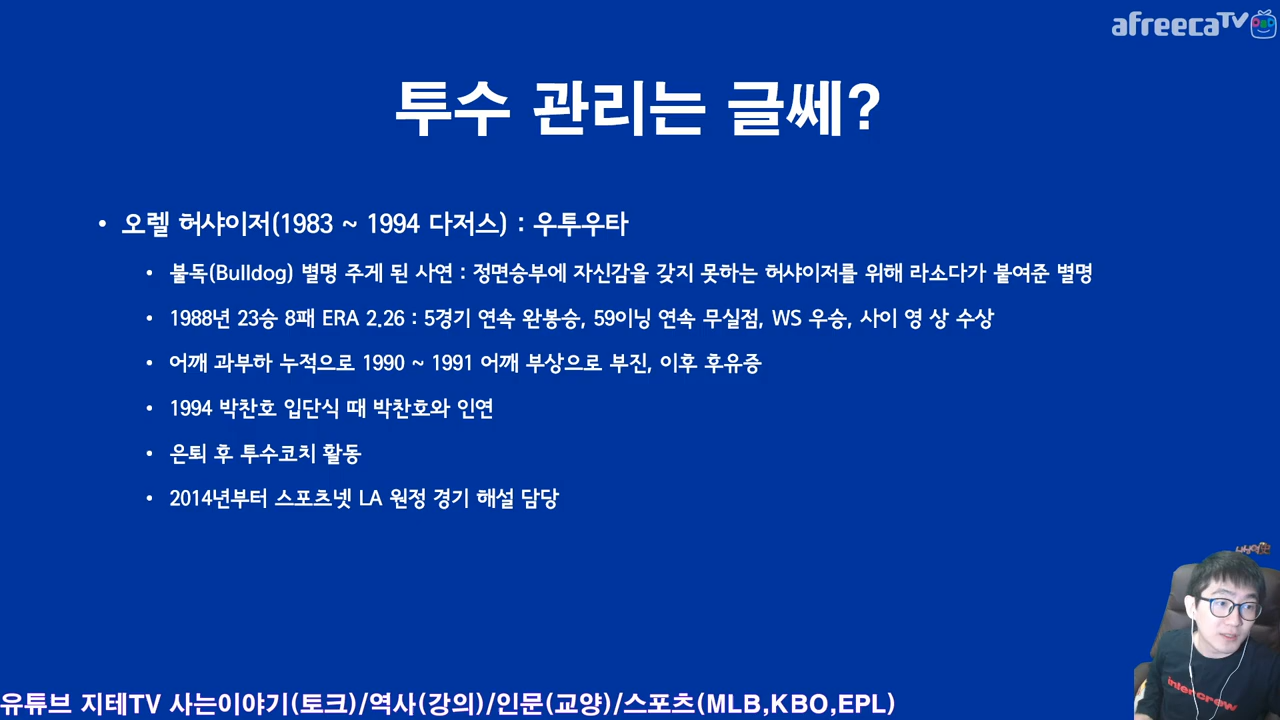 afreecaTV
투수 관리는 글쎄?
• 오렐 허샤이저(1983 ~ 1994 다저스) : 우투우타
• 불독(Bulldog) 별명 주게 된 사연 : 정면승부에 자신감을 갖지 못하는 허샤이저를 위해 라소다가 붙여준 별명
• 1988년 23승 8패 ERA 2.26 : 5경기 연속 완봉승, 59이닝 연속 무실점, WS 우승, 사이 영 상 수상
• 어깨 과부하 누적으로 1990 ~ 1991 어깨 부상으로 부진, 이후 후유증
• 1994 박찬호 입단식 때 박찬호와 인연
• 은퇴 후 투수코치 활동
• 2014년부터 스포츠넷 LA 원정 경기 해설 담당
intercrew
유튜브 지테TV 사는이야기(토크)/역사(강의)/인문(교양)/스포츠(MLB,KBO,EPL)